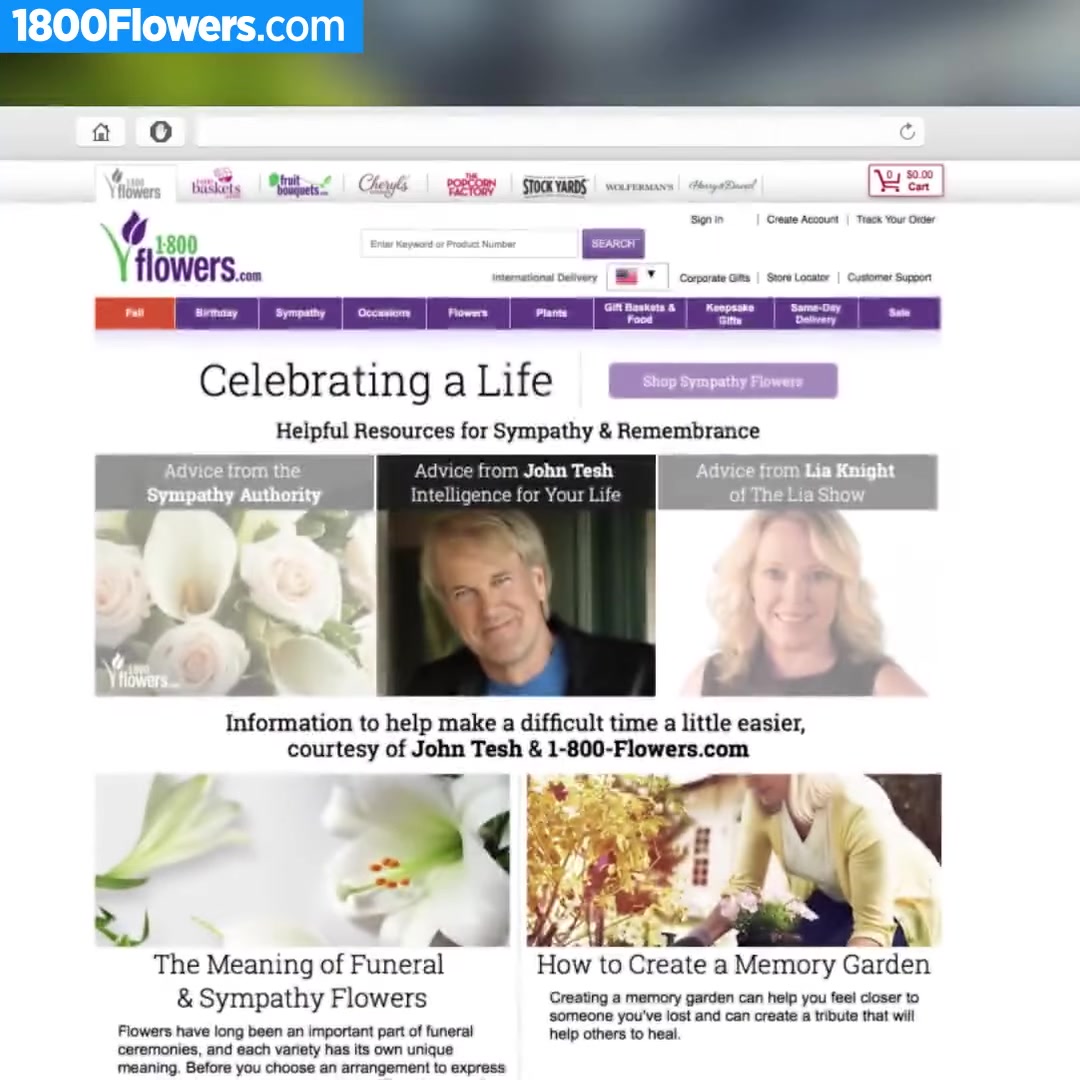 1800Flowers.com
1800 flowers
baskets
fruit bouquets.com
Cheryl's
THE POPCORN FACTORY
STOCK YARDS
WOLFERMAN'S
Harry & David
0
$0.00
Cart
Sign In | Create Account | Track Your Order
1·800
flowers.com
Enter Keyword or Product Number
SEARCH
International Delivery
Corporate Gifts | Store Locator | Customer Support
Fall
Birthday
Sympathy
Occasions
Flowers
Plants
Gift Baskets &
Food
Keepsake
Gifts
Same-Day
Delivery
Sale
Celebrating a Life
Shop Sympathy Flowers
Helpful Resources for Sympathy & Remembrance
Advice from the
Sympathy Authority
Advice from John Tesh
Intelligence for Your Life
Advice from Lia Knight
of The Lia Show
1800
flowers.com
Information to help make a difficult time a little easier,
courtesy of John Tesh & 1-800-Flowers.com
The Meaning of Funeral
& Sympathy Flowers
Flowers have long been an important part of funeral
ceremonies, and each variety has its own unique
meaning. Before you choose an arrangement to express
How to Create a Memory Garden
Creating a memory garden can help you feel closer to
someone you've lost and can create a tribute that will
help others to heal.